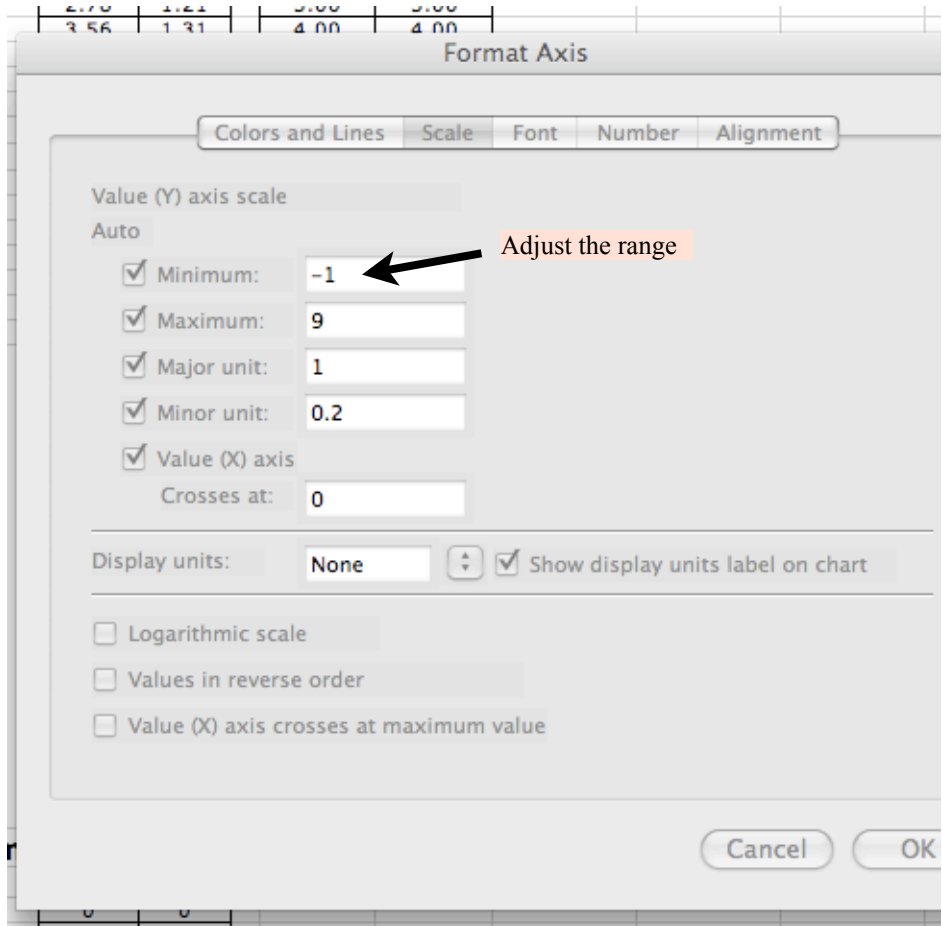 3.56 1.31 4.00 4.00
Format Axis
Colors and Lines Scale Font Number Alignment
Value (Y) axis scale
Auto
Adjust the range
Minimum: -1
Maximum: 9
Major unit: 1
Minor unit: 0.2
Value (X) axis
Crosses at: 0
Display units: None Show display units label on chart
Logarithmic scale
Values in reverse order
Value (X) axis crosses at maximum value
Cancel OK